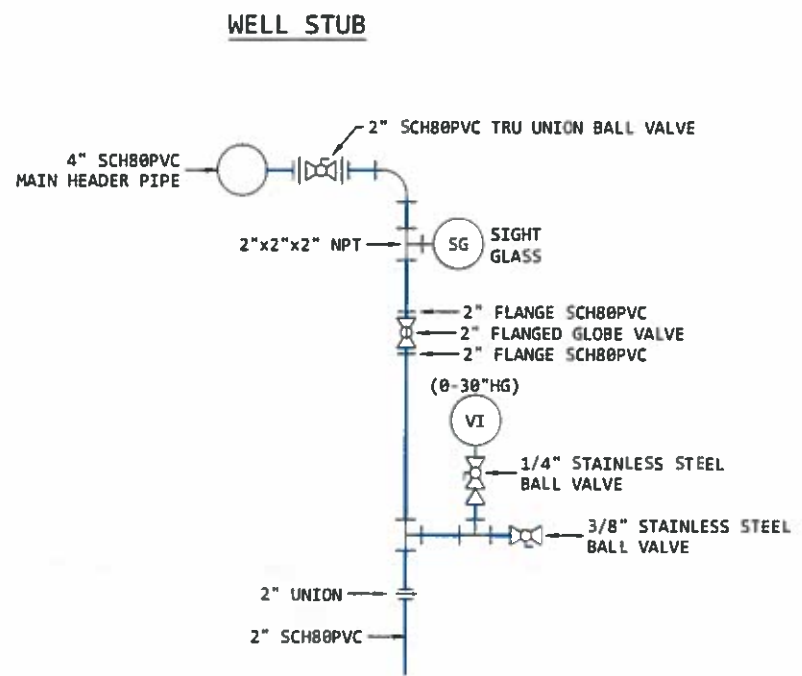 WELL STUB
2" SCH80PVC TRU UNION BALL VALVE
4" SCH80PVC
MAIN HEADER PIPE
2"x2"x2" NPT
SG
SIGHT
GLASS
2" FLANGE SCH80PVC
2" FLANGED GLOBE VALVE
2" FLANGE SCH80PVC
(0-30"HG)
VI
1/4" STAINLESS STEEL
BALL VALVE
3/8" STAINLESS STEEL
BALL VALVE
2" UNION
2" SCH80PVC